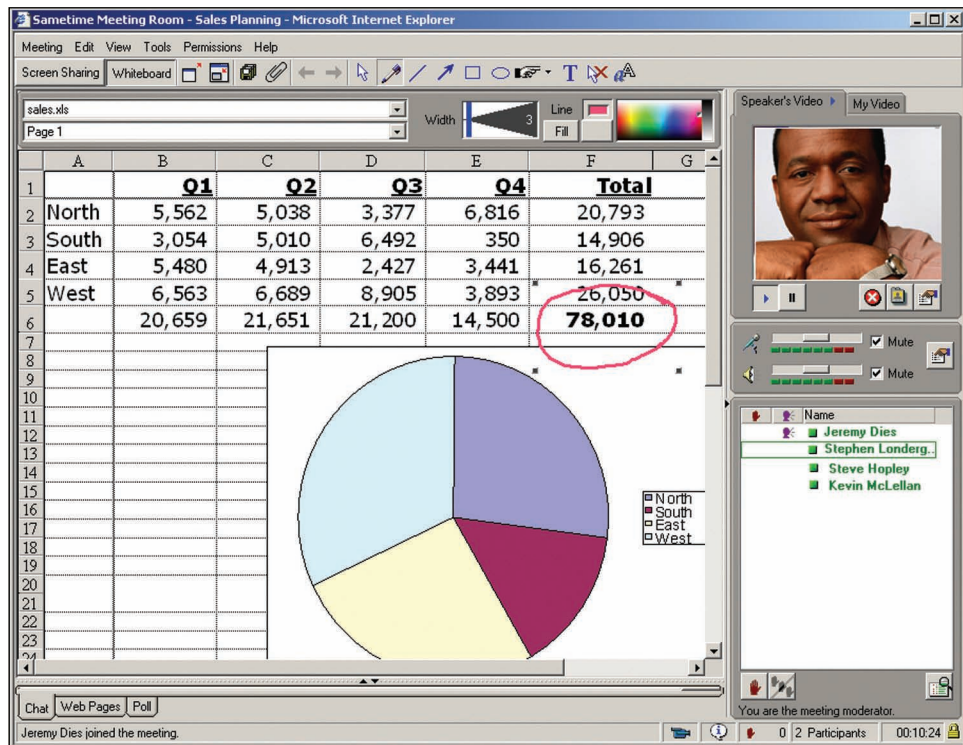 Sametime Meeting Room - Sales Planning - Microsoft Internet Explorer
Meeting Edit View Tools Permissions Help
Screen Sharing Whiteboard T aA
sales.xls
Page 1
Width 3
Line
Fill
Speaker's Video My Video
A B C D E F G
1 Q1 Q2 Q3 Q4 Total
2 North 5,562 5,038 3,377 6,816 20,793
3 South 3,054 5,010 6,492 350 14,906
4 East 5,480 4,913 2,427 3,441 16,261
5 West 6,563 6,689 8,905 3,893 26,050
6 20,659 21,651 21,200 14,500 78,010
7
8
9
10
11
12
13
14
15
16
17
18
19
20
21
22
23
24
North
South
East
West
Mute
Mute
Name
Jeremy Dies
Stephen Londerg..
Steve Hopley
Kevin McLellan
You are the meeting moderator.
Chat Web Pages Poll
Jeremy Dies joined the meeting.
0 2 Participants 00:10:24